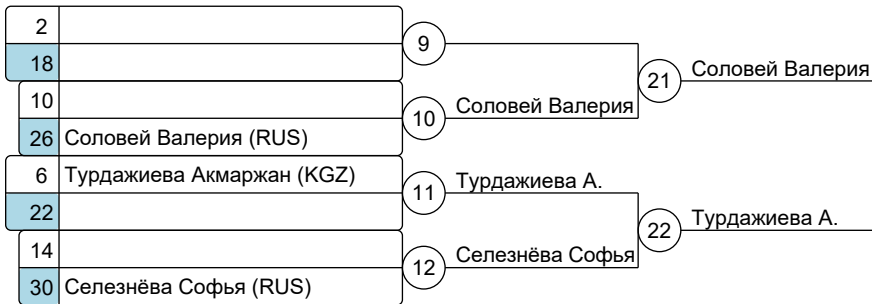 2
9
18
21 Соловей Валерия
10
10 Соловей Валерия
26 Соловей Валерия (RUS)
6 Турдажиева Акмаржан (KGZ)
11 Турдажиева А.
22
22 Турдажиева А.
14
12 Селезнёва Софья
30 Селезнёва Софья (RUS)